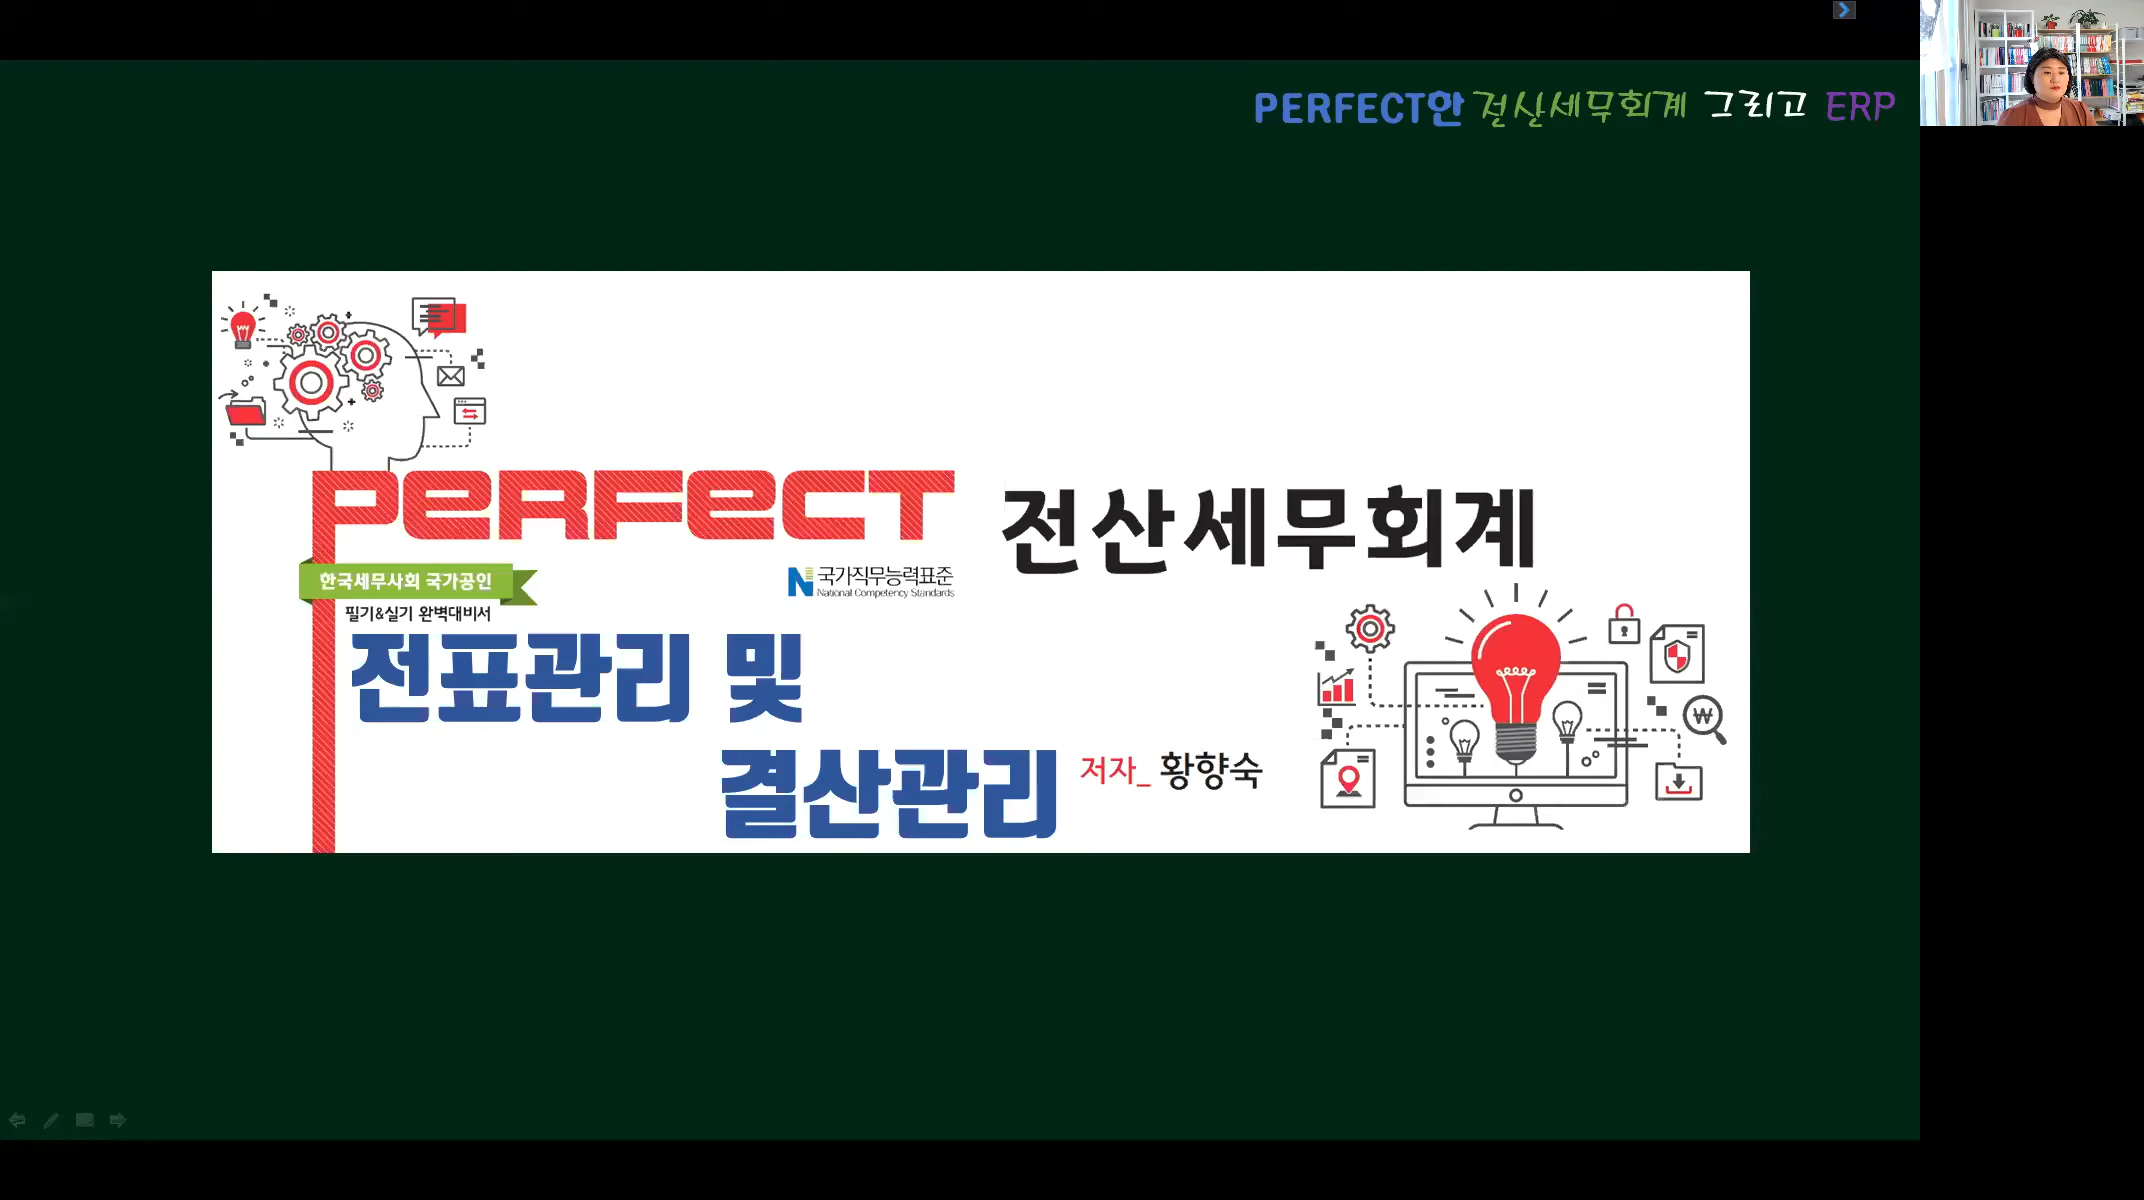 PERFECT한 전산세무회계 그리고 ERP
PERFECT 전산세무회계
한국세무사회 국가공인
국가직무능력표준
National Competency Standards
필기&실기 완벽대비서
전표관리 및
결산관리
저자_ 황향숙